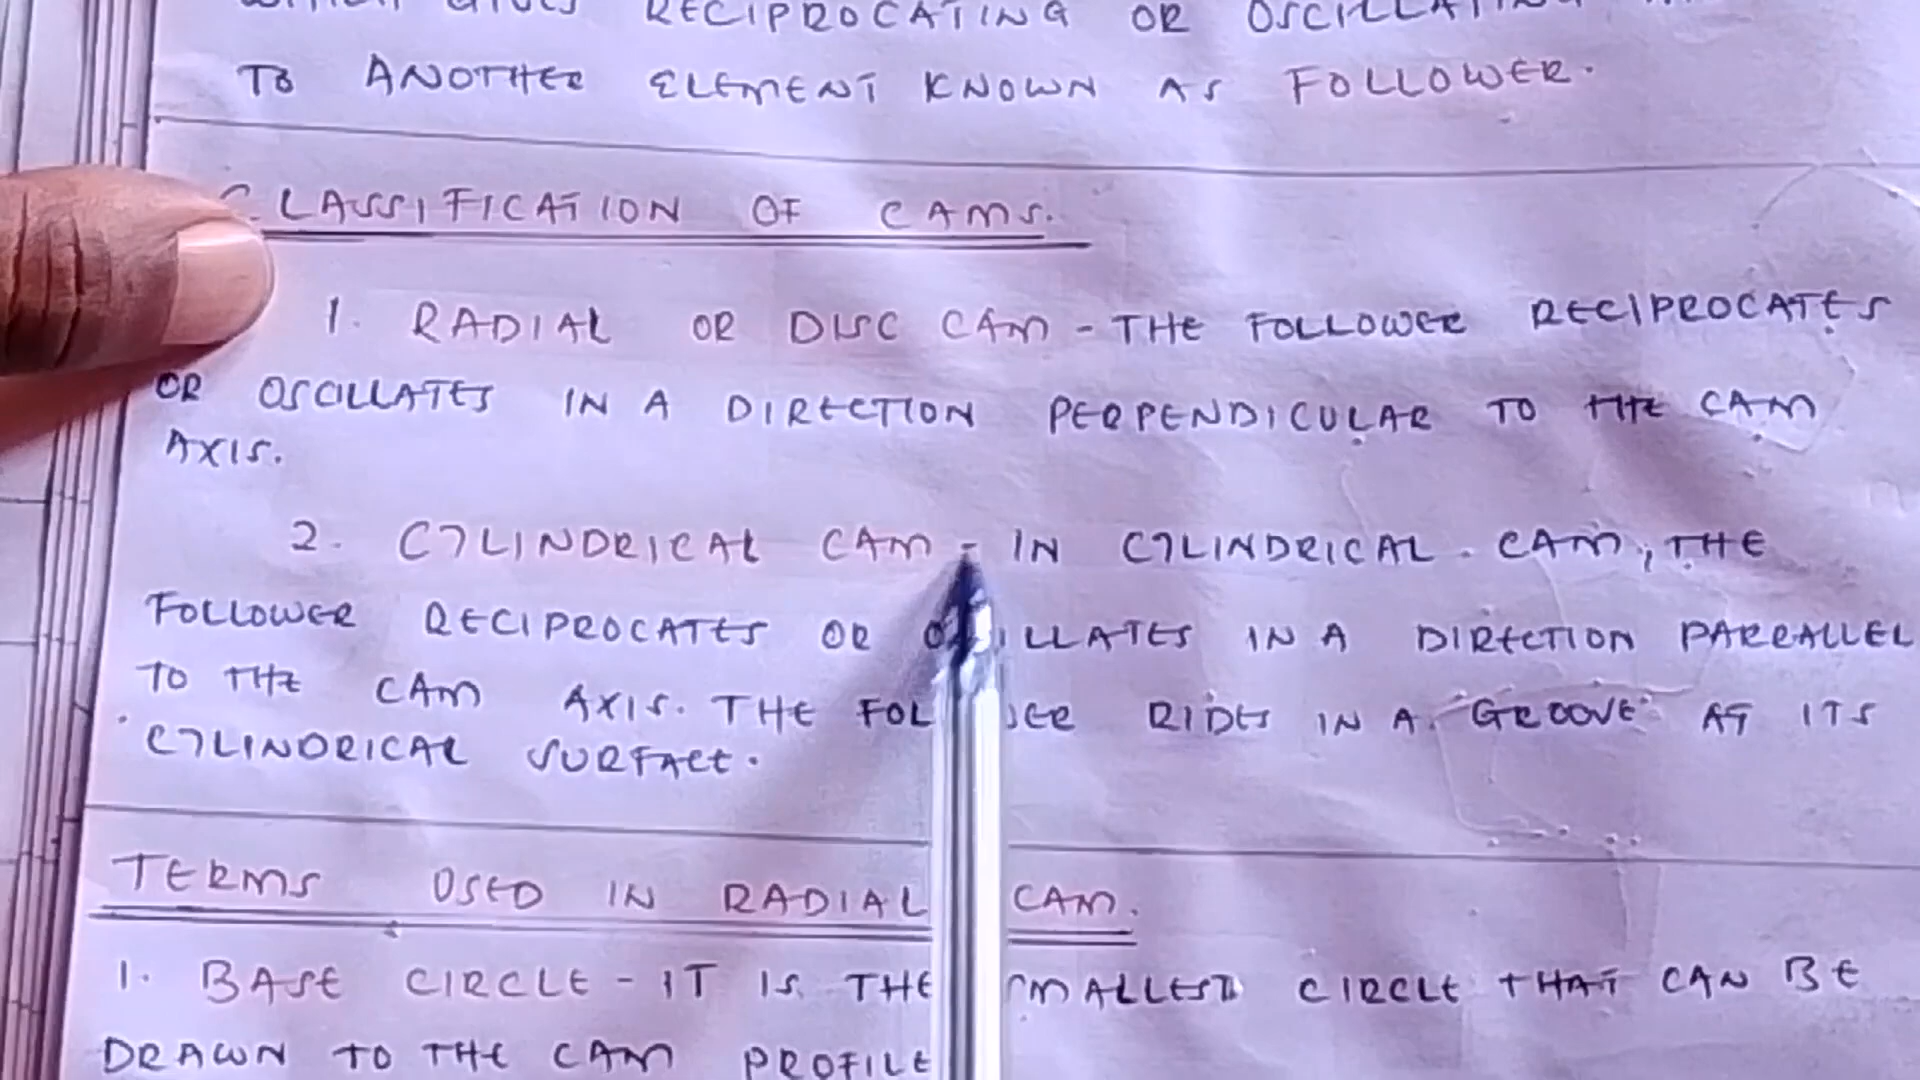 RECIPROCATING OR
TO ANOTHER ELEMENT KNOWN AS FOLLOWER.
CLASSIFICATION OF CAMS.
1. RADIAL OR DISC CAM - THE FOLLOWER RECIPROCATES
OR OSCILLATES IN A DIRECTION PERPENDICULAR TO THE CAM
AXIS.
2. CYLINDRICAL CAM - IN CYLINDRICAL CAM, THE
FOLLOWER RECIPROCATES OR OSCILLATES IN A DIRECTION PARRALLEL
TO THE CAM AXIS. THE FOLLOWER RIDES IN A "GROOVE" AT ITS
CYLINDRICAL SURFACE.
TERMS USED IN RADIAL CAM.
1. BASE CIRCLE - IT IS THE SMALLEST CIRCLE THAT CAN BE
DRAWN TO THE CAM PROFILE